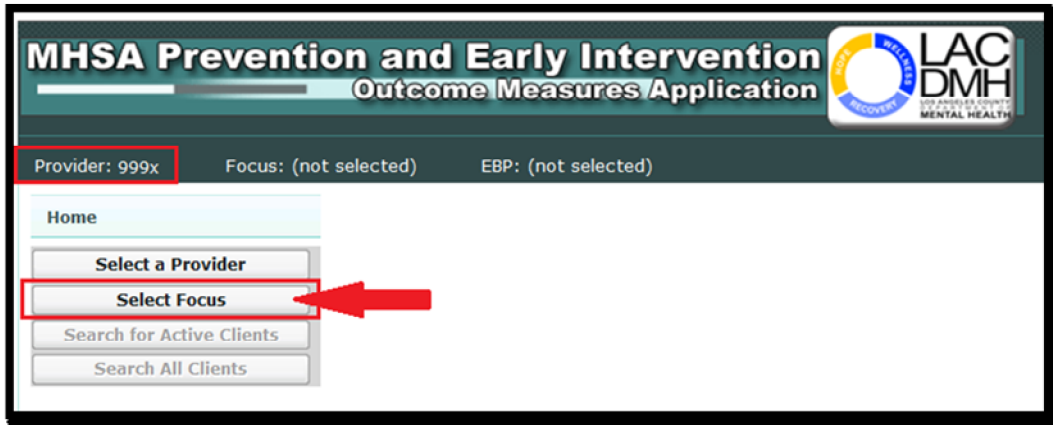 MHSA Prevention and Early Intervention
Outcome Measures Application
HOPE
WELLNESS
RECOVERY
LAC
DMH
LOS ANGELES COUNTY
DEPARTMENT OF
MENTAL HEALTH
Provider: 999x Focus: (not selected) EBP: (not selected)
Home
Select a Provider
Select Focus
Search for Active Clients
Search All Clients